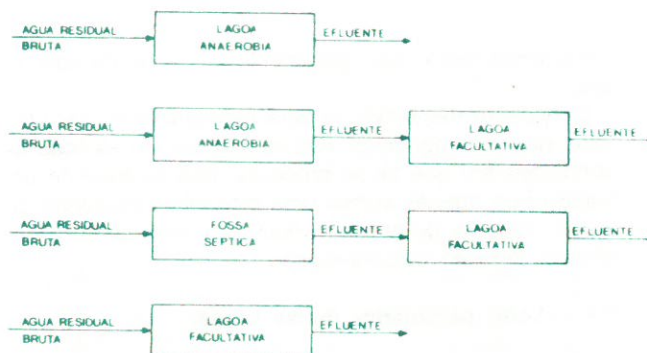 AGUA RESIDUAL
BRUTA
LAGOA
ANAEROBIA
EFLUENTE
AGUA RESIDUAL
BRUTA
LAGOA
ANAEROBIA
EFLUENTE
LAGOA
FACULTATIVA
EFLUENTE
AGUA RESIDUAL
BRUTA
FOSSA
SEPTICA
EFLUENTE
LAGOA
FACULTATIVA
EFLUENTE
AGUA RESIDUAL
BRUTA
LAGOA
FACULTATIVA
EFLUENTE